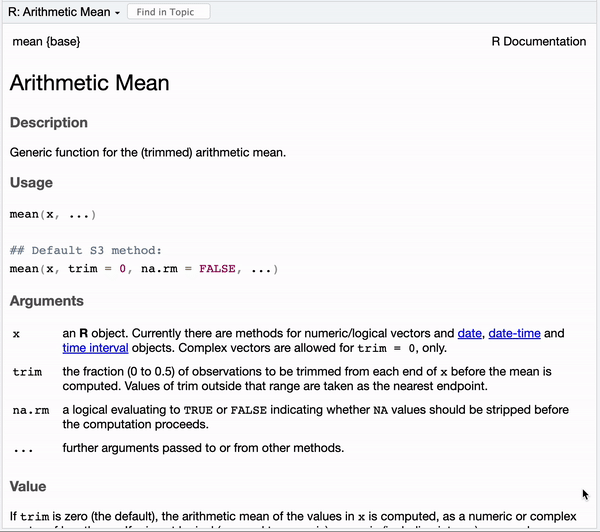 R: Arithmetic Mean Find in Topic
mean {base} R Documentation
Arithmetic Mean
Description
Generic function for the (trimmed) arithmetic mean.
Usage
mean(x, ...)
## Default S3 method:
mean(x, trim = 0, na.rm = FALSE, ...)
Arguments
x an R object. Currently there are methods for numeric/logical vectors and date, date-time and
time interval objects. Complex vectors are allowed for trim = 0, only.
trim the fraction (0 to 0.5) of observations to be trimmed from each end of x before the mean is
computed. Values of trim outside that range are taken as the nearest endpoint.
na.rm a logical evaluating to TRUE or FALSE indicating whether NA values should be stripped before
the computation proceeds.
... further arguments passed to or from other methods.
Value
If trim is zero (the default), the arithmetic mean of the values in x is computed, as a numeric or complex